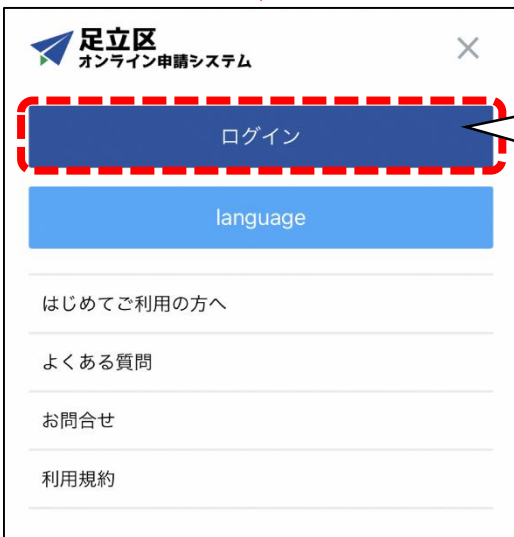 足立区
オンライン申請システム
ログイン
language
はじめてご利用の方へ
よくある質問
お問合せ
利用規約